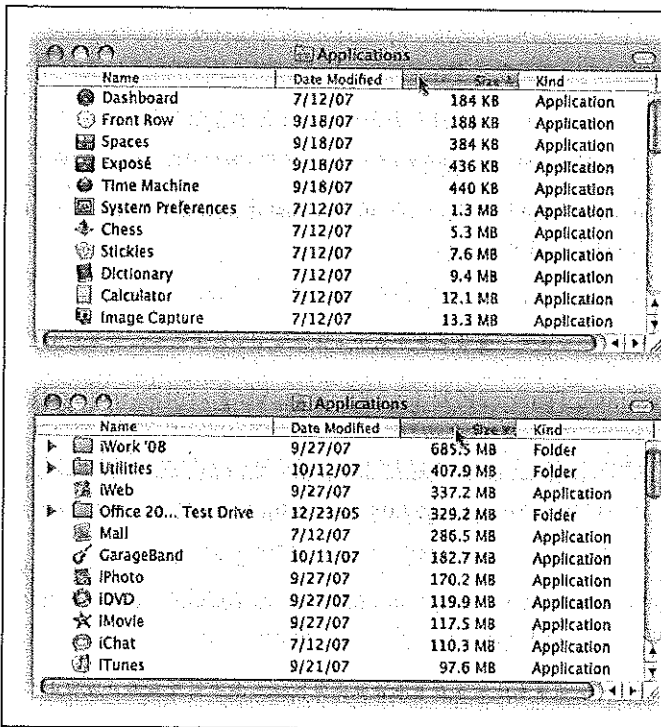 Applications
Name Date Modified Size Kind
Dashboard 7/12/07 184 KB Application
Front Row 9/18/07 188 KB Application
Spaces 9/18/07 384 KB Application
Exposé 9/18/07 436 KB Application
Time Machine 9/18/07 440 KB Application
System Preferences 7/12/07 1.3 MB Application
Chess 7/12/07 5.3 MB Application
Stickies 7/12/07 7.6 MB Application
Dictionary 7/12/07 9.4 MB Application
Calculator 7/12/07 12.1 MB Application
Image Capture 7/12/07 13.3 MB Application
Applications
Name Date Modified Size Kind
iWork '08 9/27/07 685.5 MB Folder
Utilities 10/12/07 407.9 MB Folder
iWeb 9/27/07 337.2 MB Application
Office 20... Test Drive 12/23/05 329.2 MB Folder
Mail 7/12/07 286.5 MB Application
GarageBand 10/11/07 182.7 MB Application
iPhoto 9/27/07 170.2 MB Application
iDVD 9/27/07 119.9 MB Application
iMovie 9/27/07 117.5 MB Application
iChat 7/12/07 110.3 MB Application
iTunes 9/21/07 97.6 MB Application